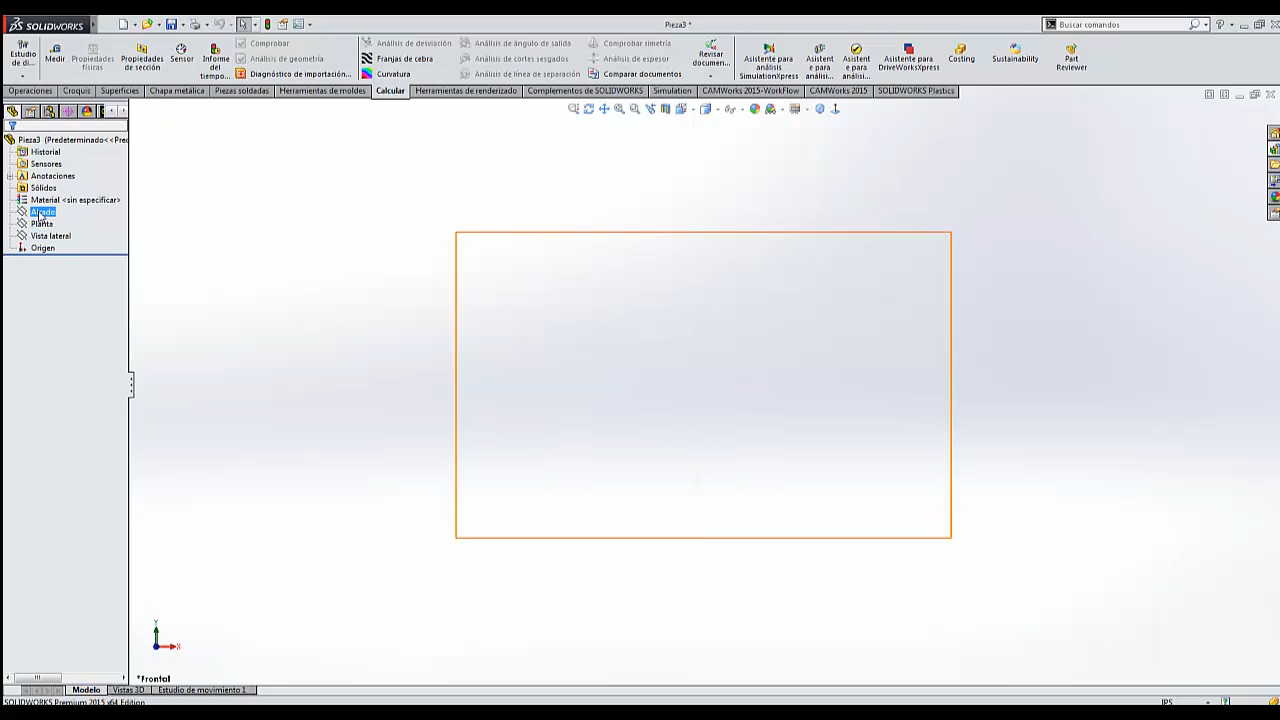 SOLIDWORKS
Pieza3 *
Buscar comandos
Estudio de di...
Medir
Propiedades físicas
Propiedades de sección
Sensor
Informe del tiempo...
Comprobar
Análisis de geometría
Diagnóstico de importación...
Análisis de desviación
Franjas de cebra
Curvatura
Análisis de ángulo de salida
Análisis de cortes sesgados
Análisis de línea de separación
Comprobar simetría
Análisis de espesor
Comparar documentos
Revisar documen...
Asistente para análisis SimulationXpress
Asistent e para análisi...
Asistent e para análisi...
Asistente para DriveWorksXpress
Costing
Sustainability
Part Reviewer
Operaciones
Croquis
Superficies
Chapa metálica
Piezas soldadas
Herramientas de moldes
Calcular
Herramientas de renderizado
Complementos de SOLIDWORKS
Simulation
CAMWorks 2015-WorkFlow
CAMWorks 2015
SOLIDWORKS Plastics
Pieza3 (Predeterminado<<Pred
Historial
Sensores
Anotaciones
Sólidos
Material <sin especificar>
Alzado
Planta
Vista lateral
Origen
Y
X
*Frontal
Modelo
Vistas 3D
Estudio de movimiento 1
SOLIDWORKS Premium 2015 x64 Edition
IPS